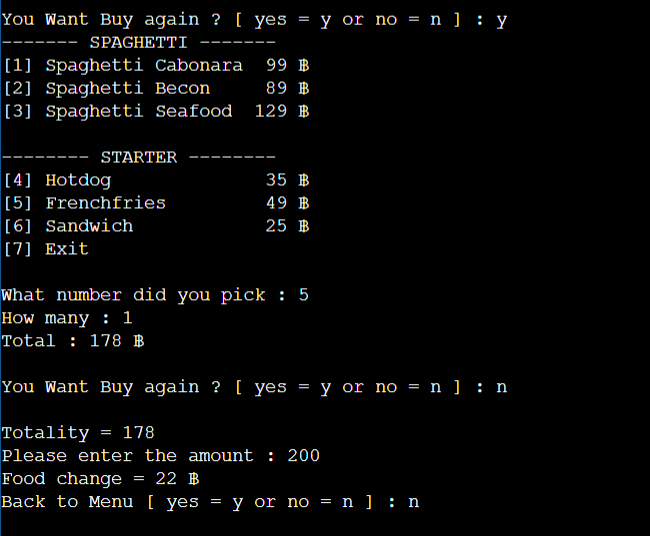 You Want Buy again ? [ yes = y or no = n ] : y
------- SPAGHETTI -------
[1] Spaghetti Cabonara  99 ฿
[2] Spaghetti Becon     89 ฿
[3] Spaghetti Seafood  129 ฿
-------- STARTER --------
[4] Hotdog              35 ฿
[5] Frenchfries         49 ฿
[6] Sandwich            25 ฿
[7] Exit
What number did you pick : 5
How many : 1
Total : 178 ฿
You Want Buy again ? [ yes = y or no = n ] : n
Totality = 178
Please enter the amount : 200
Food change = 22 ฿
Back to Menu [ yes = y or no = n ] : n